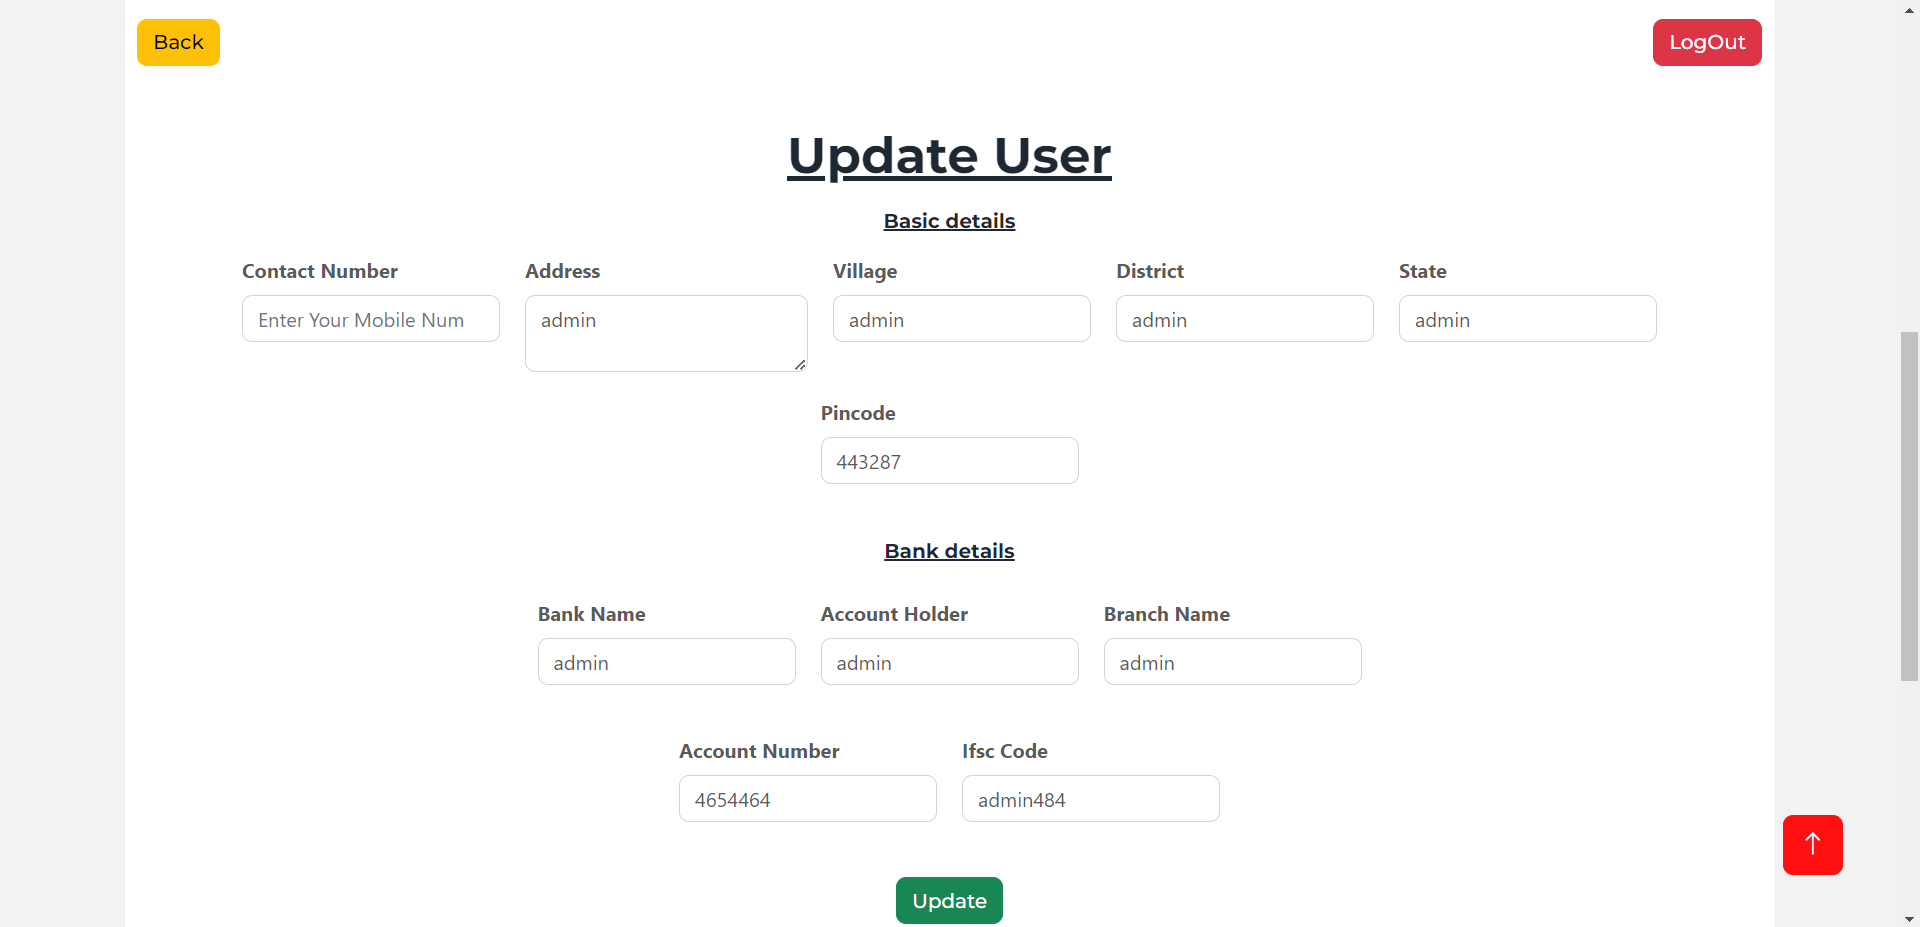 Back
LogOut
Update User
Basic details
Contact Number
Address
Village
District
State
Enter Your Mobile Num
admin
admin
admin
admin
Pincode
443287
Bank details
Bank Name
Account Holder
Branch Name
admin
admin
admin
Account Number
Ifsc Code
4654464
admin484
Update